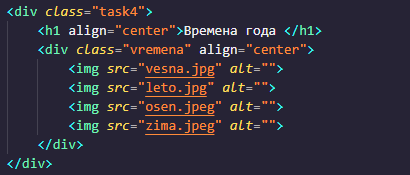 <div class="task4">
<h1 align="center">Времена года </h1>
<div class="vremena" align="center">
<img src="vesna.jpg" alt="">
<img src="leto.jpg" alt="">
<img src="osen.jpeg" alt="">
<img src="zima.jpeg" alt="">
</div>
</div>